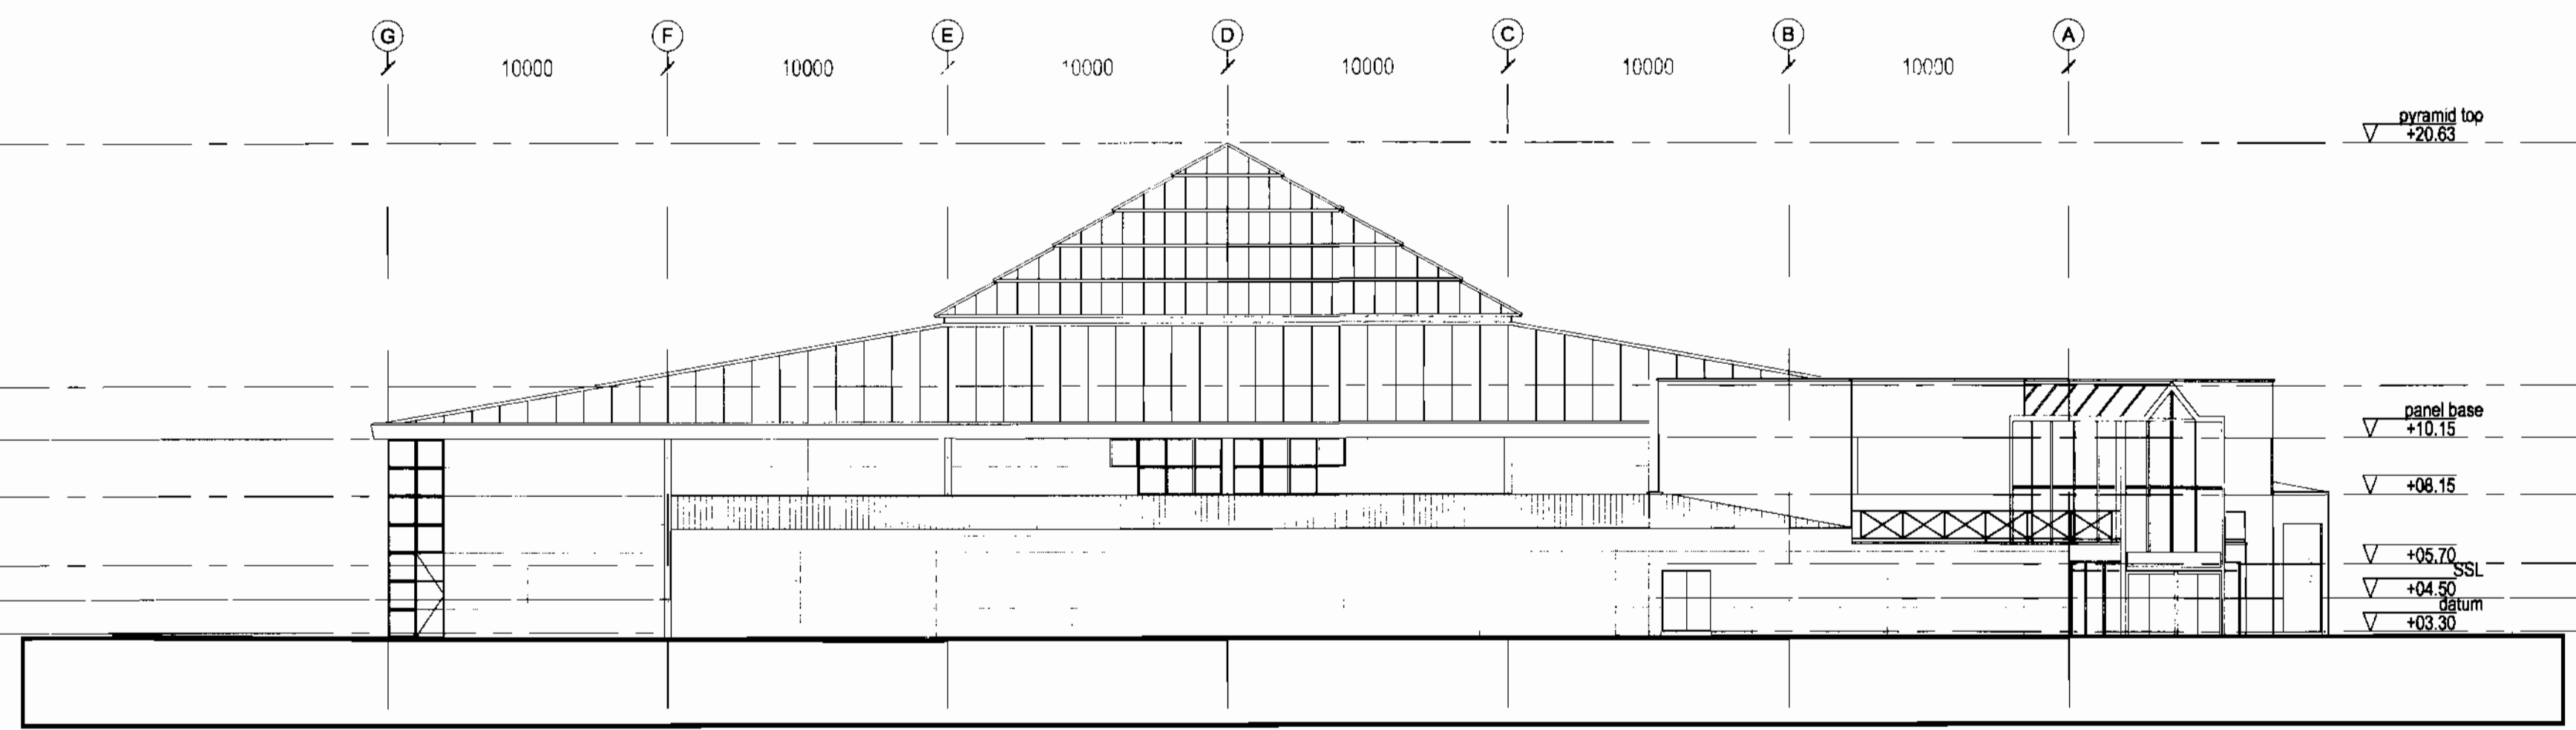 G F E D C B A
10000 10000 10000 10000 10000 10000
pyramid top
+20.63
panel base
+10.15
+08.15
+05.70
SSL
+04.50
datum
+03.30